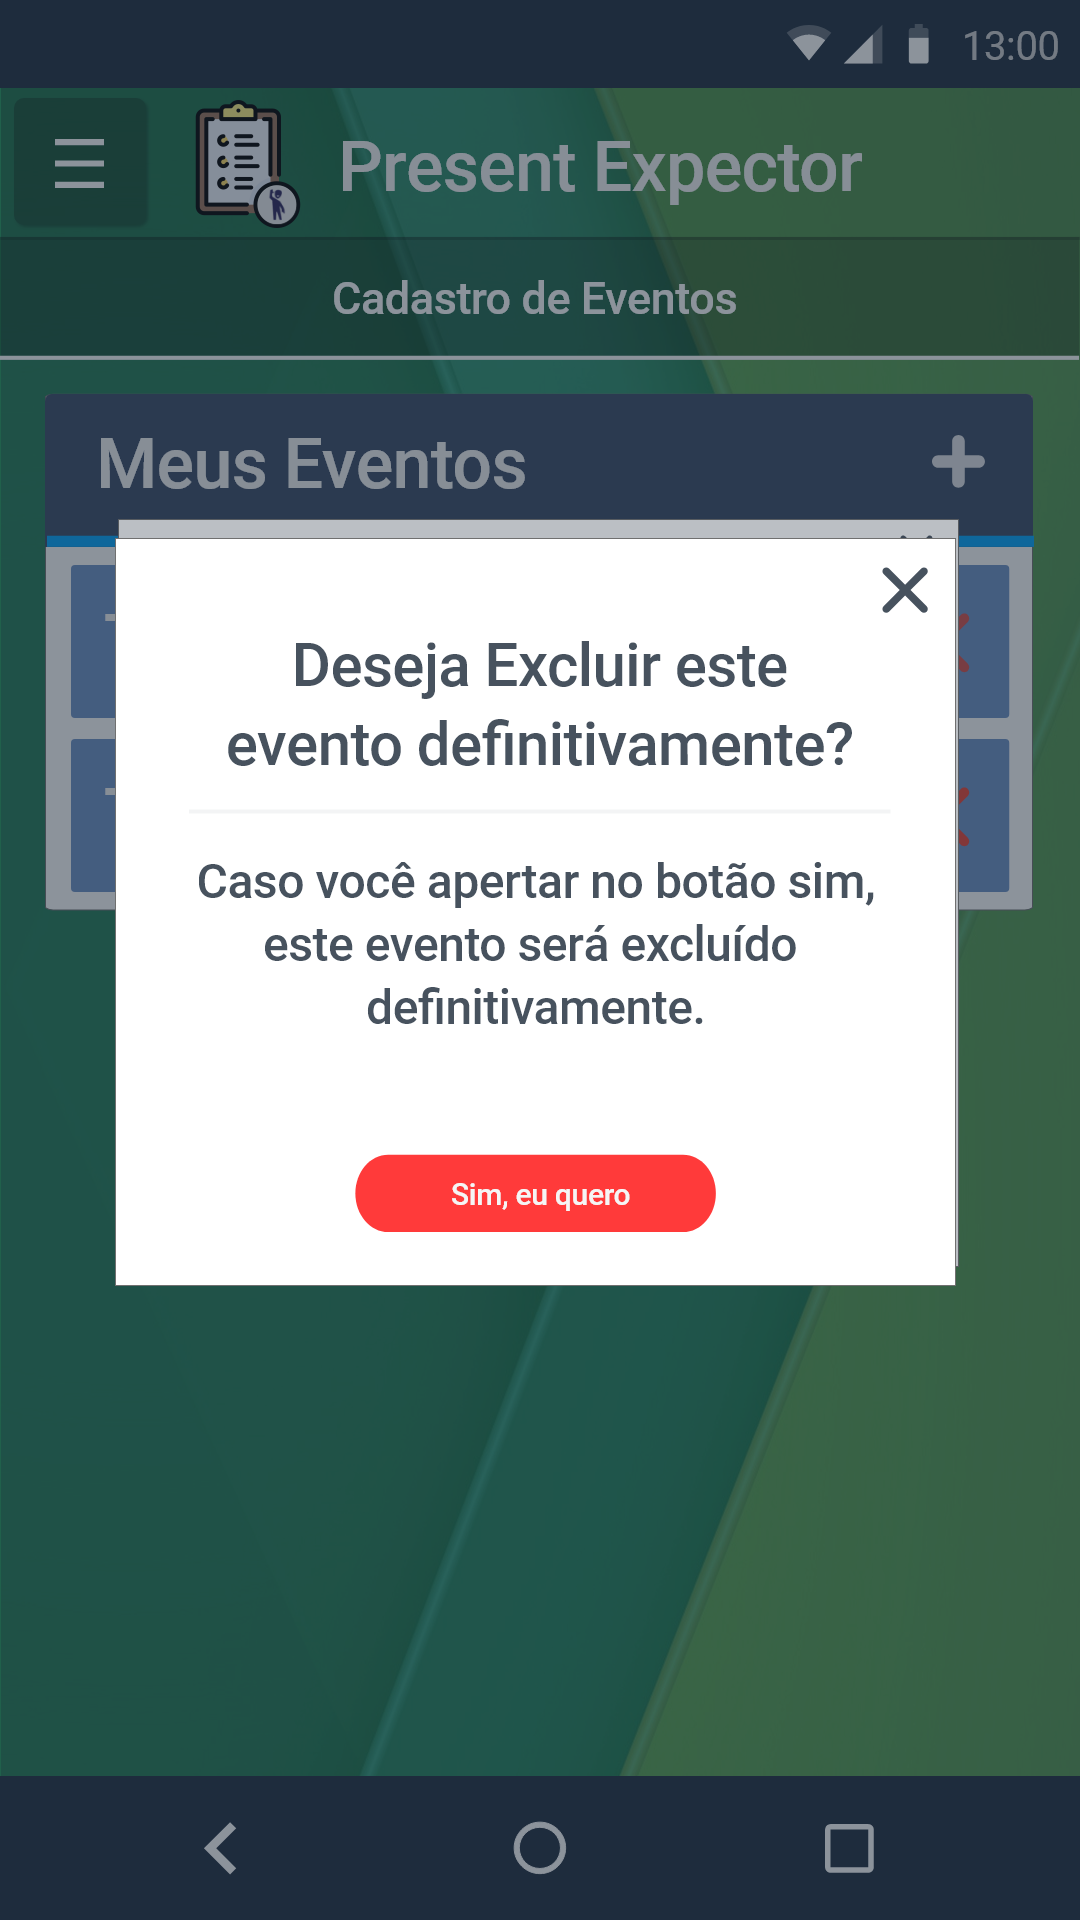 13:00
Present Expector
Cadastro de Eventos
Meus Eventos
Deseja Excluir este
evento definitivamente?
Caso você apertar no botão sim,
este evento será excluído
definitivamente.
Sim, eu quero